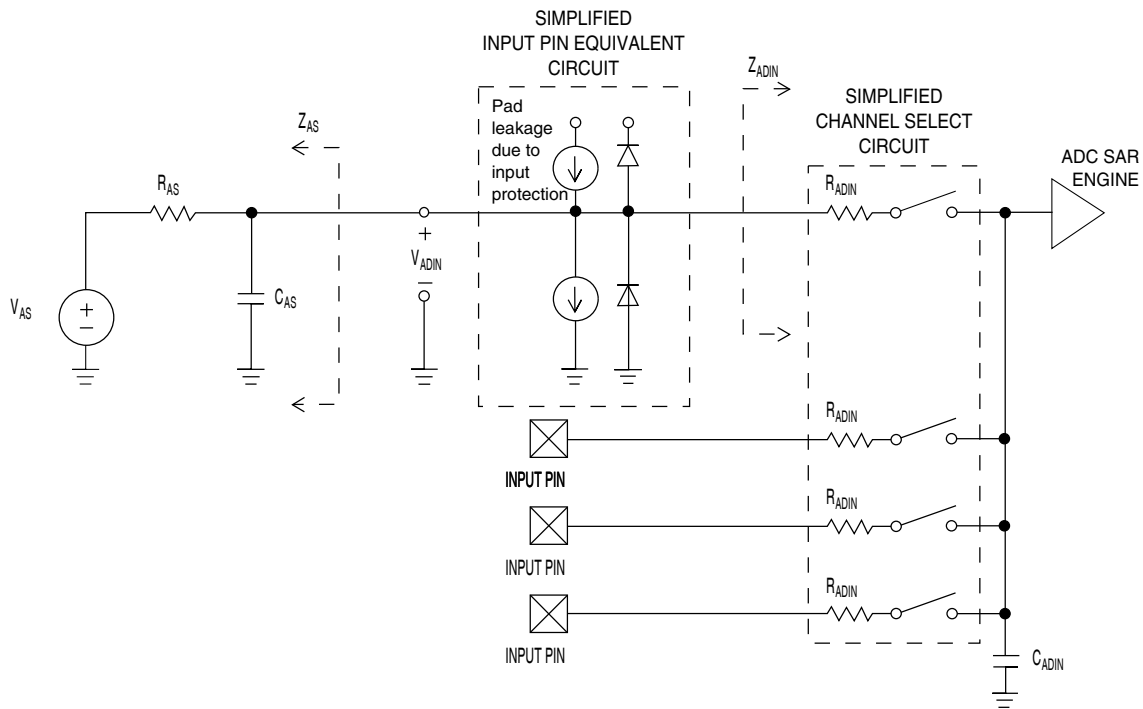 SIMPLIFIED
INPUT PIN EQUIVALENT
CIRCUIT
Pad
leakage
due to
input
protection
Z_ADIN
SIMPLIFIED
CHANNEL SELECT
CIRCUIT
ADC SAR
ENGINE
Z_AS
R_AS
R_ADIN
+
V_ADIN
–
C_AS
V_AS
+
–
R_ADIN
INPUT PIN
R_ADIN
INPUT PIN
R_ADIN
INPUT PIN
C_ADIN